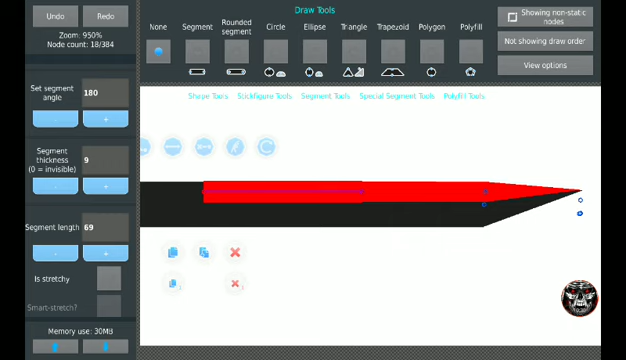 Undo
Redo
Zoom: 950%
Node count: 18/384
Set segment
angle
180
-
+
Segment
thickness
(0 = invisible)
9
-
+
Segment length
69
-
+
Is stretchy
Smart-stretch?
Memory use: 30MB
Draw Tools
None
Segment
Rounded
segment
Circle
Ellipse
Triangle
Trapezoid
Polygon
Polyfill
Showing non-static
nodes
Not showing draw order
View options
Shape Tools
Stickfigure Tools
Segment Tools
Special Segment Tools
Polyfill Tools